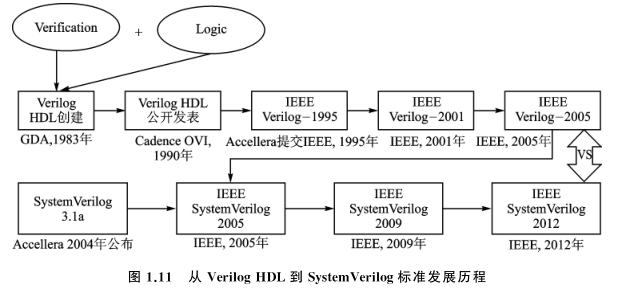 Verification
+
Logic
Verilog
HDL创建
Verilog HDL
公开发表
IEEE
Verilog-1995
IEEE
Verilog-2001
IEEE
Verilog-2005
GDA,1983年
Cadence OVI,
1990年
Accellera提交IEEE, 1995年
IEEE, 2001年
IEEE, 2005年
VS
SystemVerilog
3.1a
IEEE
SystemVerilog
2005
IEEE
SystemVerilog
2009
IEEE
SystemVerilog
2012
Accellera 2004年公布
IEEE, 2005年
IEEE, 2009年
IEEE, 2012年
图 1.11 从 Verilog HDL 到 SystemVerilog 标准发展历程